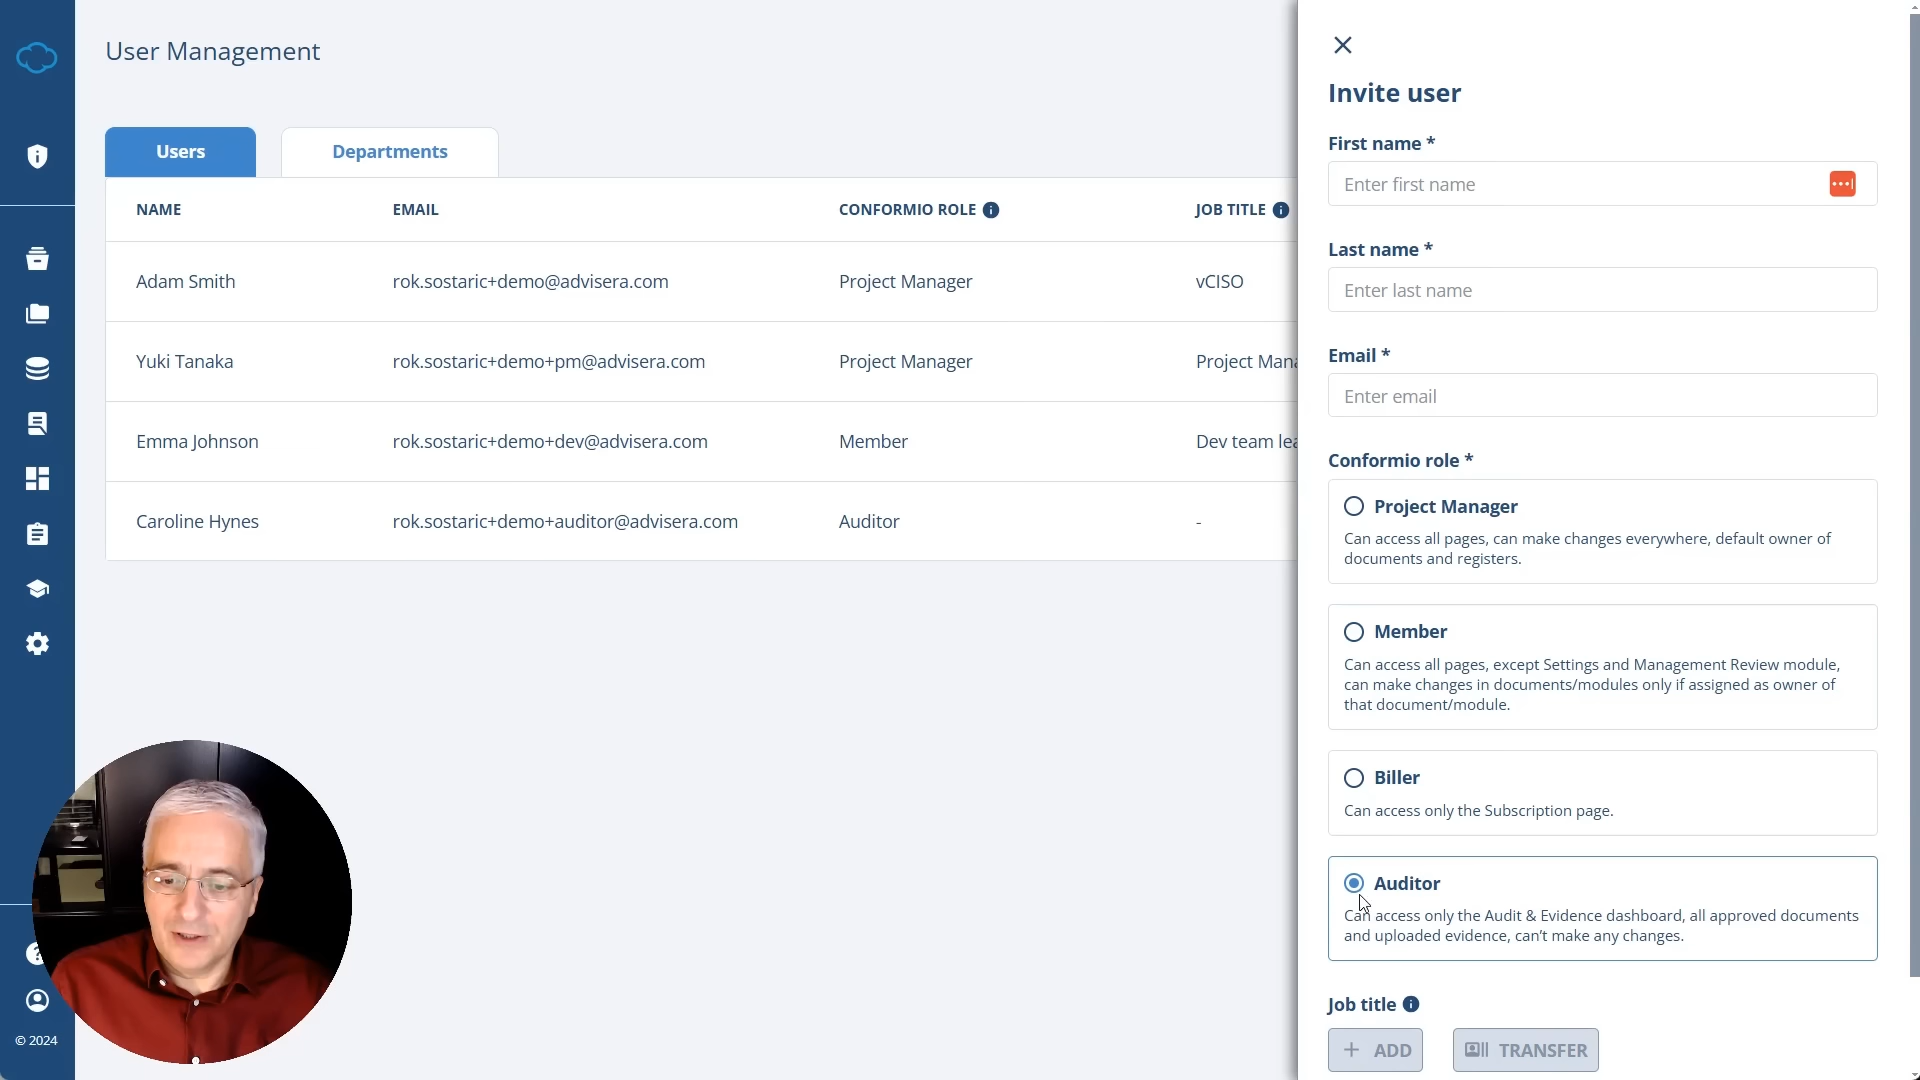 User Management
Users
Departments
NAME
EMAIL
CONFORMIO ROLE
JOB TITLE
Adam Smith
rok.sostaric+demo@advisera.com
Project Manager
vCISO
Yuki Tanaka
rok.sostaric+demo+pm@advisera.com
Project Manager
Project Mana
Emma Johnson
rok.sostaric+demo+dev@advisera.com
Member
Dev team lea
Caroline Hynes
rok.sostaric+demo+auditor@advisera.com
Auditor
-
© 2024
Invite user
First name *
Enter first name
Last name *
Enter last name
Email *
Enter email
Conformio role *
Project Manager
Can access all pages, can make changes everywhere, default owner of
documents and registers.
Member
Can access all pages, except Settings and Management Review module,
can make changes in documents/modules only if assigned as owner of
that document/module.
Biller
Can access only the Subscription page.
Auditor
Can access only the Audit & Evidence dashboard, all approved documents
and uploaded evidence, can't make any changes.
Job title
+ ADD
TRANSFER